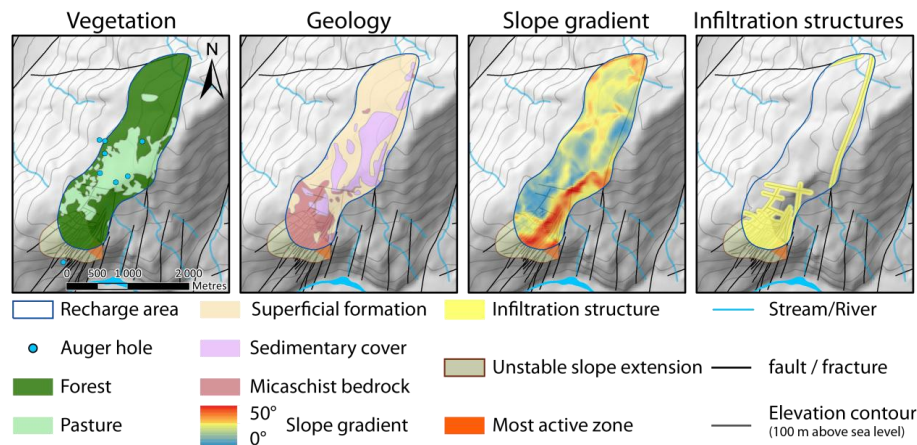 Vegetation
Geology
Slope gradient
Infiltration structures
N
0 500 1 000 2 000
Metres
Recharge area
Superficial formation
Infiltration structure
Stream/River
Auger hole
Sedimentary cover
Unstable slope extension
fault / fracture
Forest
Micaschist bedrock
Pasture
50°
0°
Slope gradient
Most active zone
Elevation contour
(100 m above sea level)